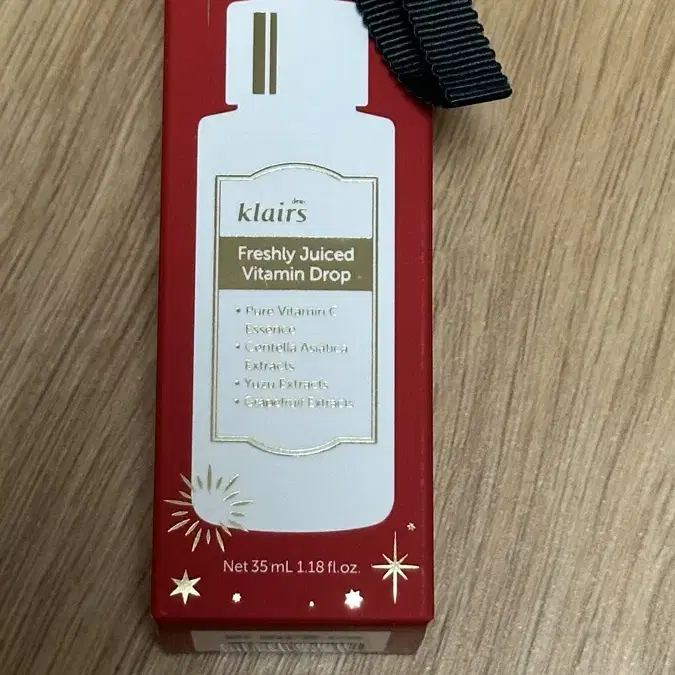 dear,
klairs
Freshly Juiced
Vitamin Drop
• Pure Vitamin C
Essence
• Centella Asiatica
Extracts
• Yuzu Extracts
• Grapefruit Extracts
Net 35 mL 1.18 fl.oz.